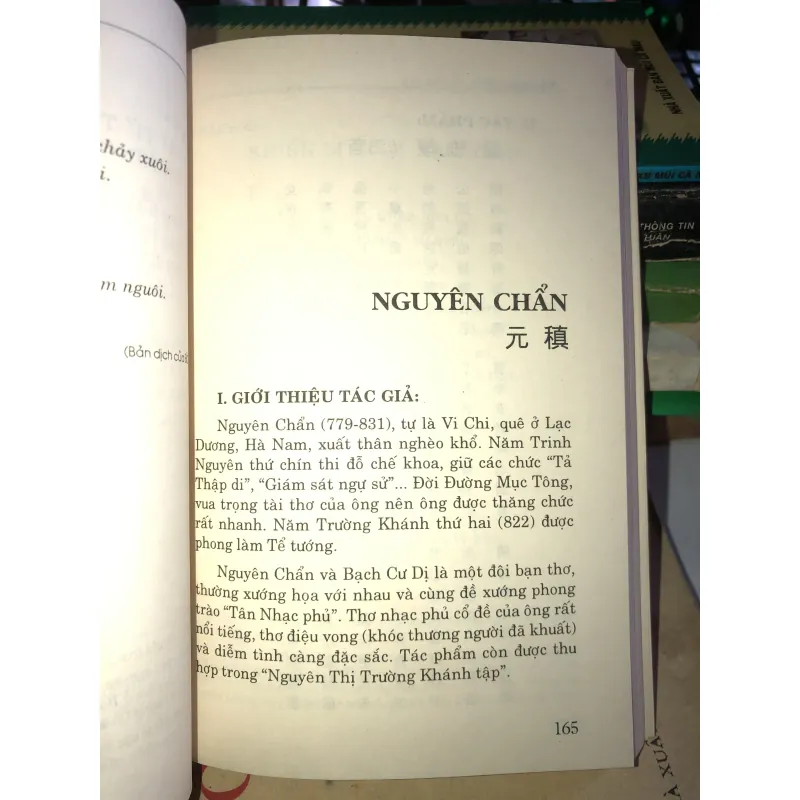 chảy xuôi.
i.
m nguôi.
(Bản dịch của
NGUYÊN CHẨN
元 稹
I. GIỚI THIỆU TÁC GIẢ:
Nguyên Chẩn (779-831), tự là Vi Chi, quê ở Lạc
Dương, Hà Nam, xuất thân nghèo khổ. Năm Trinh
Nguyên thứ chín thi đỗ chế khoa, giữ các chức “Tả
Thập di”, “Giám sát ngự sử”... Đời Đường Mục Tông,
vua trọng tài thơ của ông nên ông được thăng chức
rất nhanh. Năm Trường Khánh thứ hai (822) được
phong làm Tể tướng.
Nguyên Chẩn và Bạch Cư Dị là một đôi bạn thơ,
thường xướng họa với nhau và cùng đề xướng phong
trào “Tân Nhạc phủ”. Thơ nhạc phủ cổ đề của ông rất
nổi tiếng, thơ điệu vong (khóc thương người đã khuất)
và diễm tình càng đặc sắc. Tác phẩm còn được thu
hợp trong “Nguyên Thị Trường Khánh tập”.
165
NHÀ XUẤT BẢN
THÔNG TIN